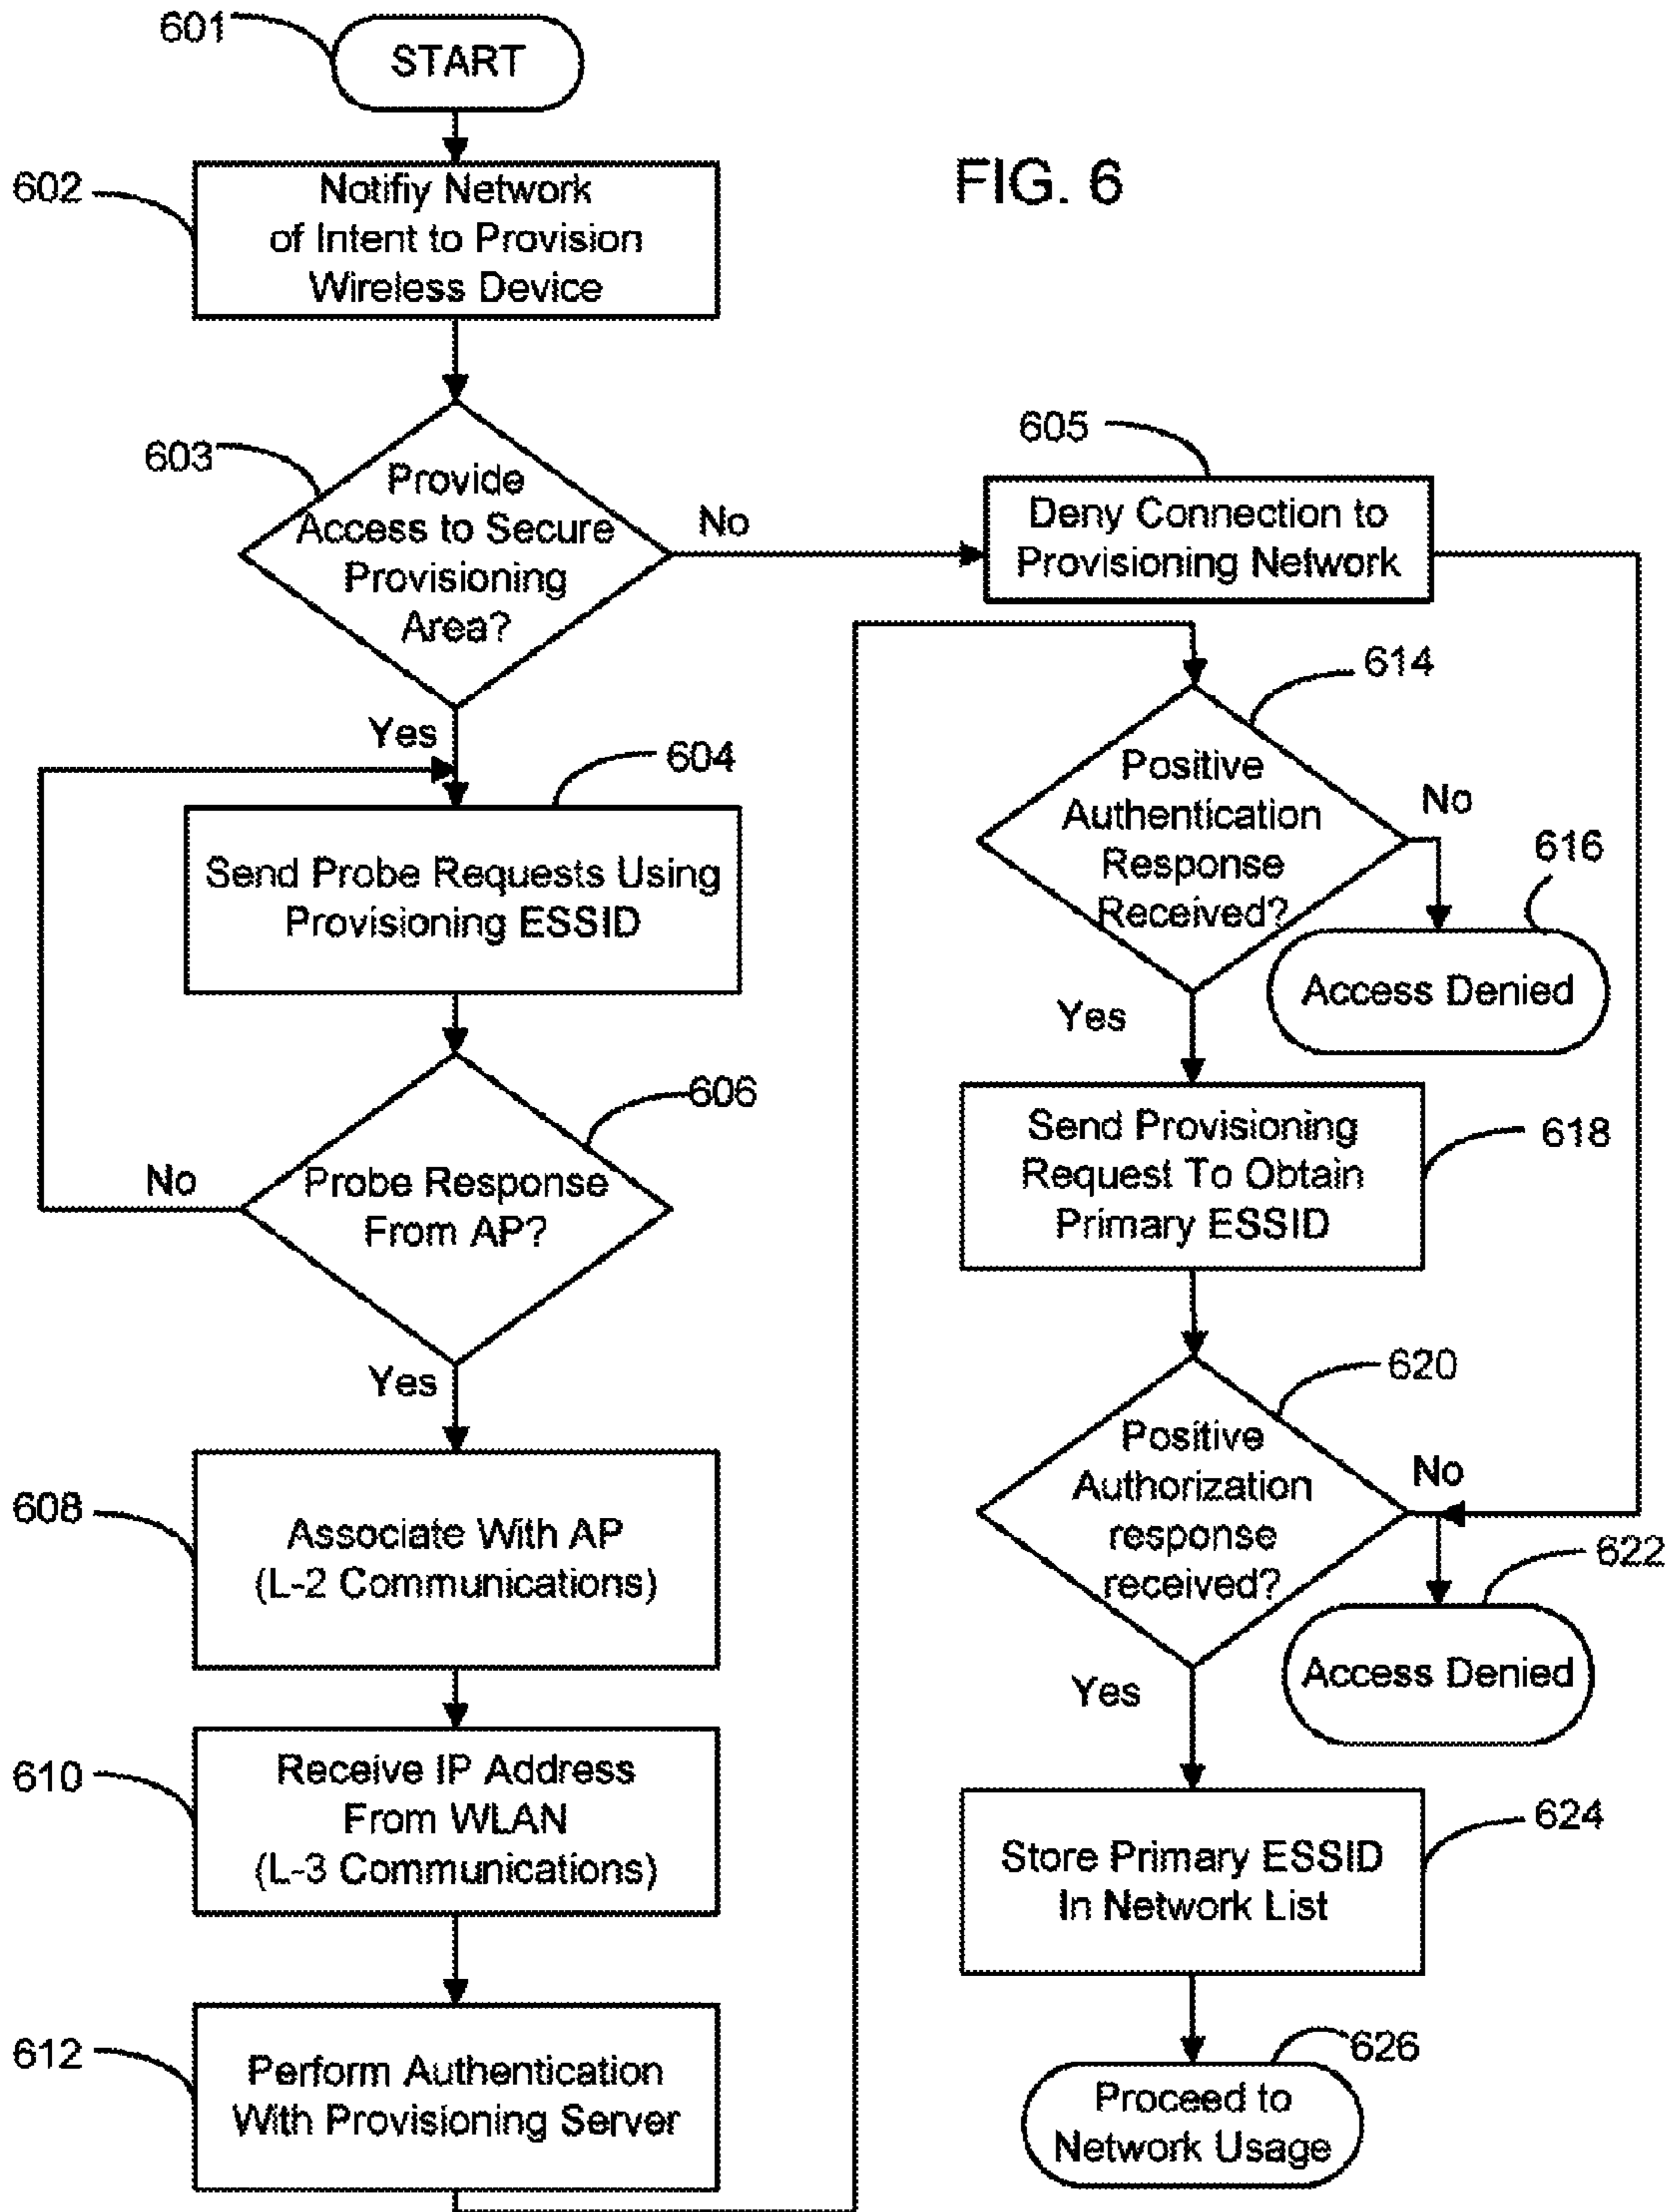 601
START
FIG. 6
602
Notifiy Network
of Intent to Provision
Wireless Device
603
Provide
Access to Secure
Provisioning
Area?
No
Yes
605
Deny Connection to
Provisioning Network
604
Send Probe Requests Using
Provisioning ESSID
606
Probe Response
From AP?
No
Yes
608
Associate With AP
(L-2 Communications)
610
Receive IP Address
From WLAN
(L-3 Communications)
612
Perform Authentication
With Provisioning Server
614
Positive
Authentication
Response
Received?
No
616
Access Denied
Yes
618
Send Provisioning
Request To Obtain
Primary ESSID
620
Positive
Authorization
response
received?
No
622
Access Denied
Yes
624
Store Primary ESSID
In Network List
626
Proceed to
Network Usage